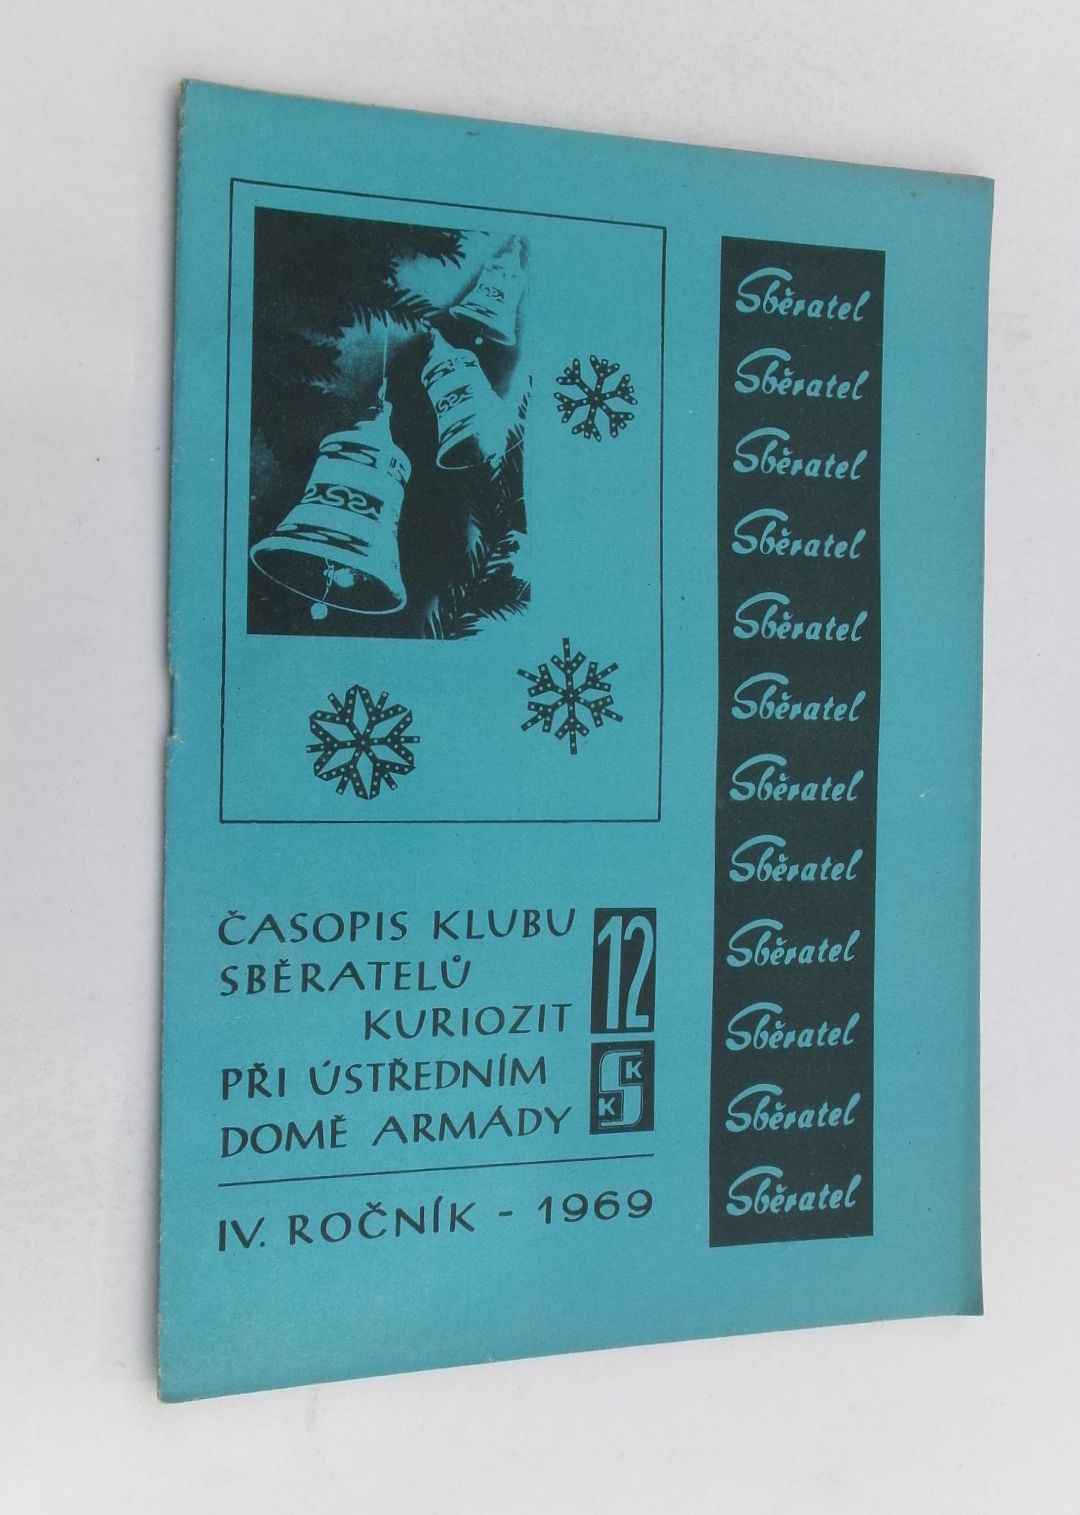 ČASOPIS KLUBU
SBĚRATELŮ
KURIOZIT
PŘI ÚSTŘEDNÍM
DOMĚ ARMÁDY
12
K
S
K
IV. ROČNÍK - 1969
Sběratel
Sběratel
Sběratel
Sběratel
Sběratel
Sběratel
Sběratel
Sběratel
Sběratel
Sběratel
Sběratel
Sběratel